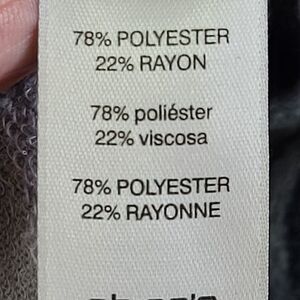 78% POLYESTER
22% RAYON
78% poliéster
22% viscosa
78% POLYESTER
22% RAYONNE